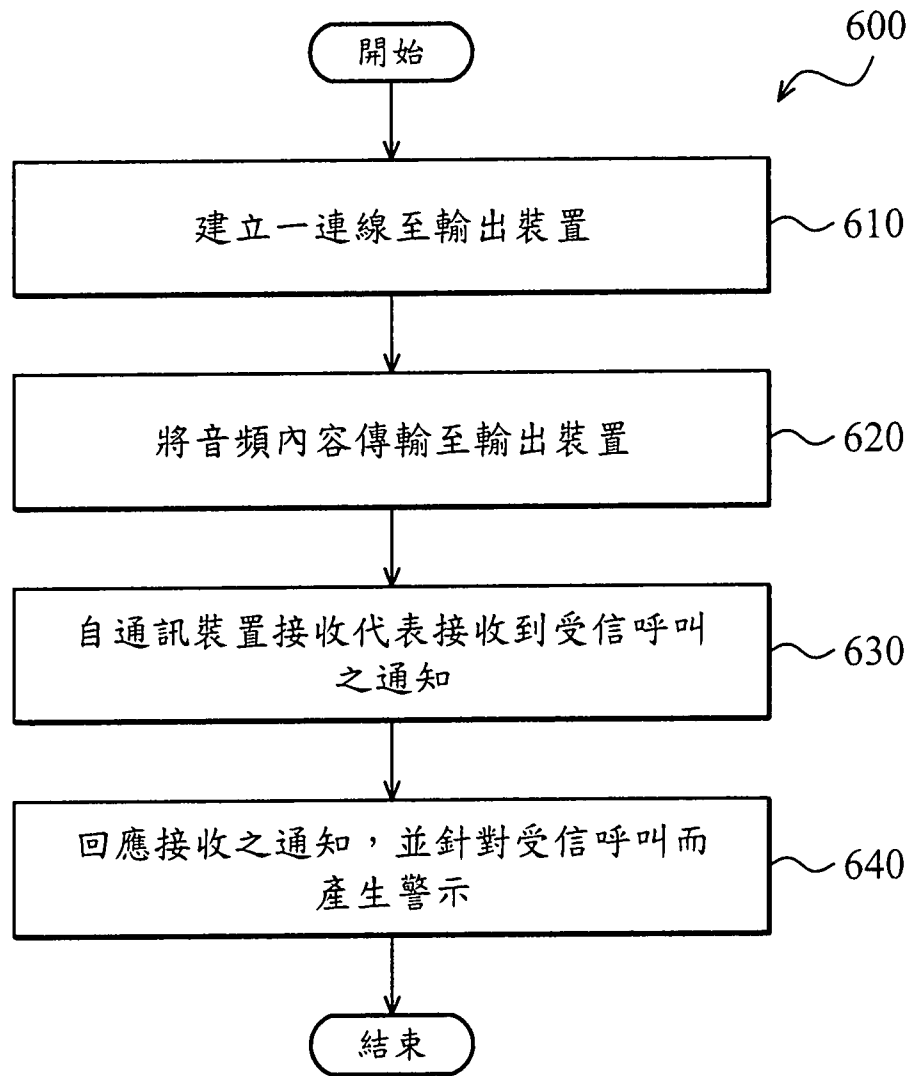 600
開始
建立一連線至輸出裝置
610
將音頻內容傳輸至輸出裝置
620
自通訊裝置接收代表接收到受信呼叫
之通知
630
回應接收之通知，並針對受信呼叫而
產生警示
640
結束